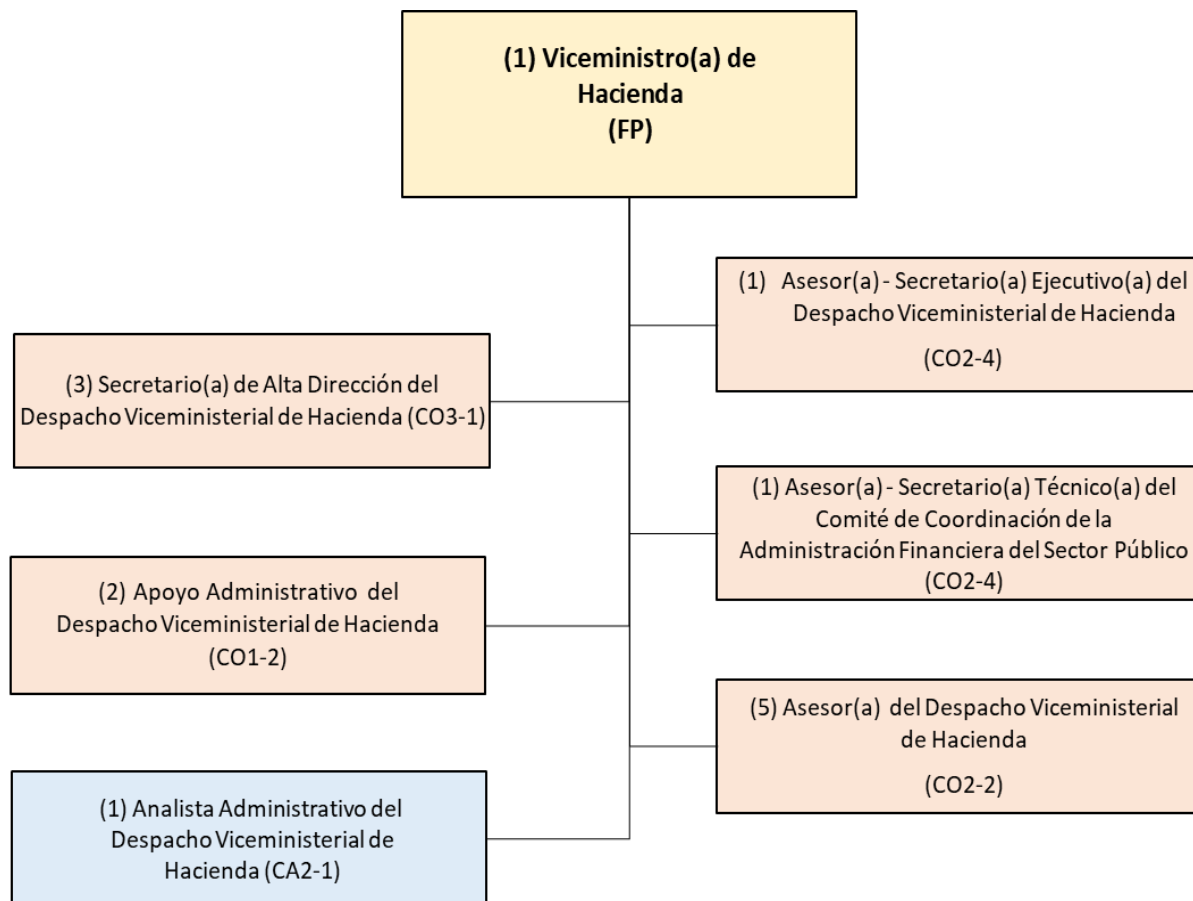 (1) Viceministro(a) de
Hacienda
(FP)
(1) Asesor(a) - Secretario(a) Ejecutivo(a) del
Despacho Viceministerial de Hacienda
(CO2-4)
(3) Secretario(a) de Alta Dirección del
Despacho Viceministerial de Hacienda (CO3-1)
(1) Asesor(a) - Secretario(a) Técnico(a) del
Comité de Coordinación de la
Administración Financiera del Sector Público
(CO2-4)
(2) Apoyo Administrativo del
Despacho Viceministerial de Hacienda
(CO1-2)
(5) Asesor(a) del Despacho Viceministerial
de Hacienda
(CO2-2)
(1) Analista Administrativo del
Despacho Viceministerial de
Hacienda (CA2-1)